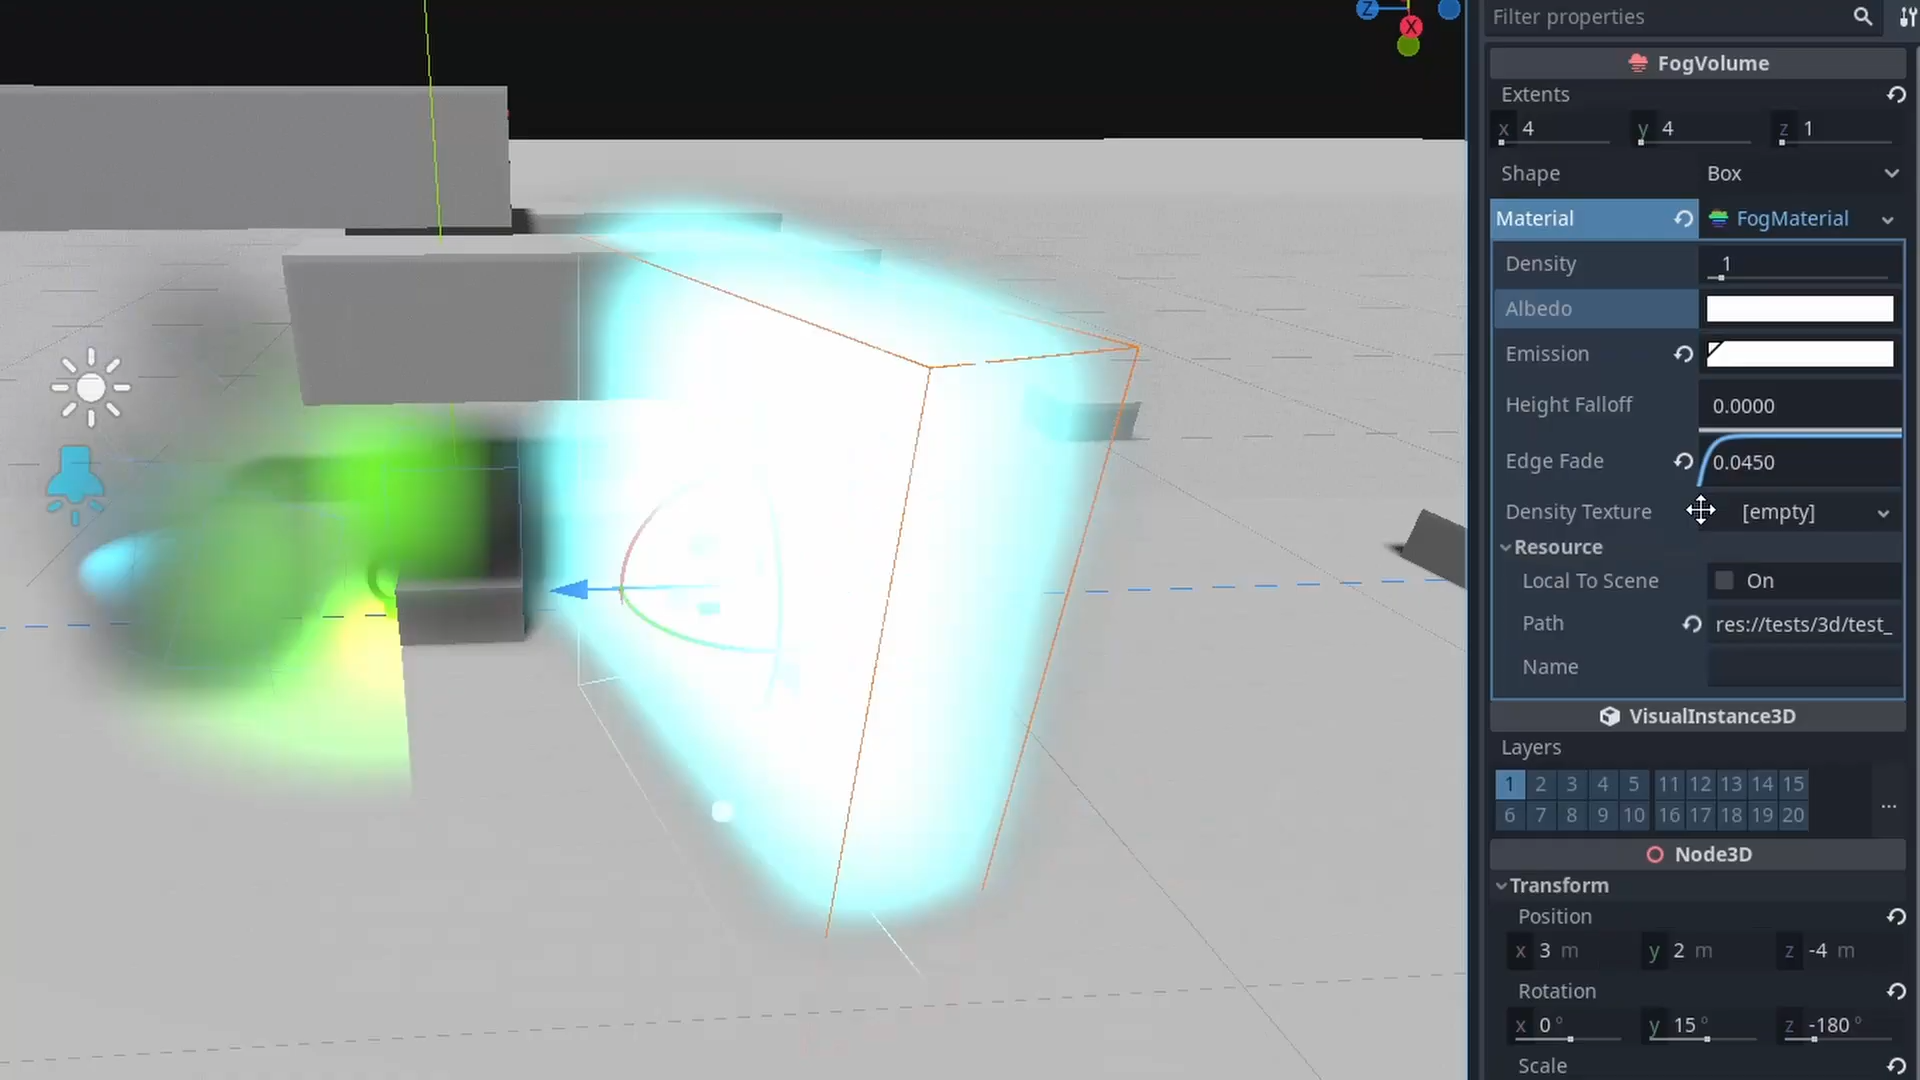 Z
X
Filter properties
FogVolume
Extents
x 4 y 4 z 1
Shape Box
Material FogMaterial
Density 1
Albedo
Emission
Height Falloff 0.0000
Edge Fade 0.0450
Density Texture [empty]
Resource
Local To Scene On
Path res://tests/3d/test_
Name
VisualInstance3D
Layers
1 2 3 4 5 11 12 13 14 15
6 7 8 9 10 16 17 18 19 20
...
Node3D
Transform
Position
x 3 m y 2 m z -4 m
Rotation
x 0° y 15° z -180°
Scale